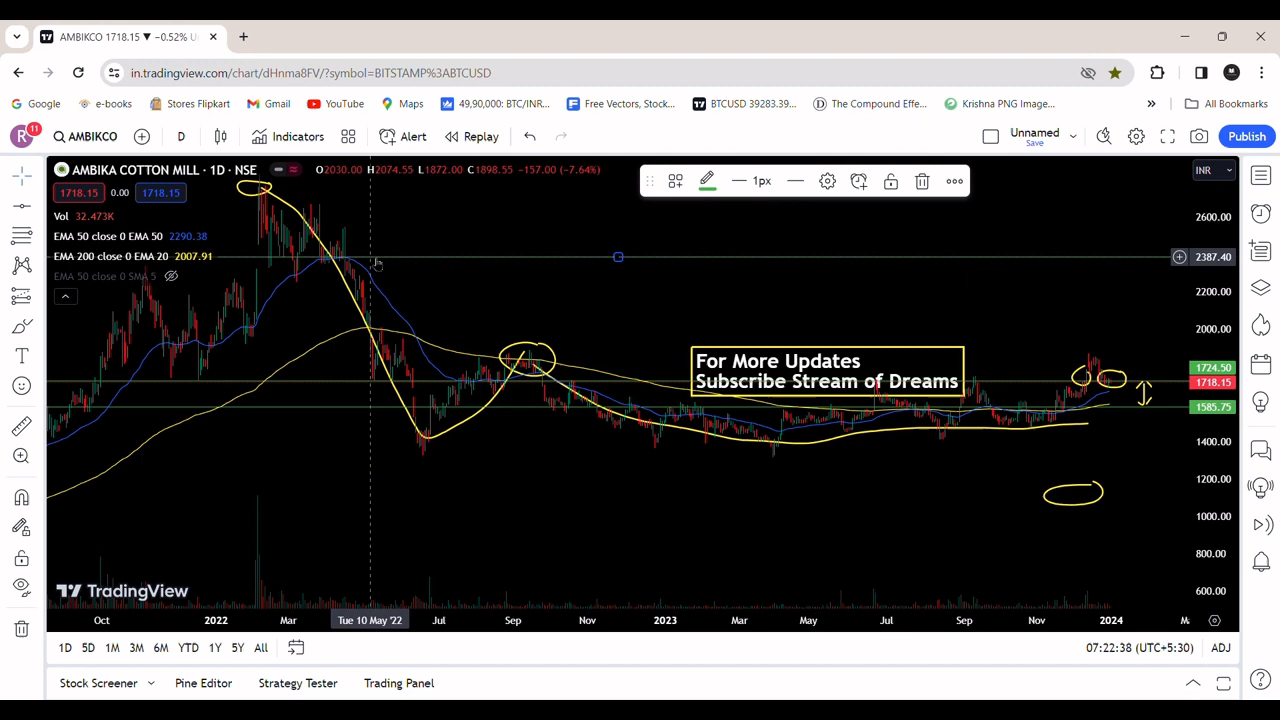 AMBIKCO 1718.15 ▼ −0.52% U
in.tradingview.com/chart/dHnma8FV/?symbol=BITSTAMP%3ABTCUSD
Google e-books Stores Flipkart Gmail YouTube Maps 49,90,000: BTC/INR... Free Vectors, Stock... BTCUSD 39283.39... The Compound Effe... Krishna PNG Image... » All Bookmarks
R 11 AMBIKCO D Indicators Alert Replay Unnamed Save Publish
AMBIKA COTTON MILL · 1D · NSE O2030.00 H2074.55 L1872.00 C1898.55 −157.00 (−7.64%) INR
1718.15 0.00 1718.15 1px
Vol 32.473K
EMA 50 close 0 EMA 50 2290.38
EMA 200 close 0 EMA 20 2007.91
EMA 50 close 0 SMA 5
2600.00
2387.40
2200.00
2000.00
For More Updates
Subscribe Stream of Dreams
1724.50
1718.15
1585.75
1400.00
1200.00
1000.00
800.00
600.00
TradingView
Oct 2022 Mar Tue 10 May '22 Jul Sep Nov 2023 Mar May Jul Sep Nov 2024 M
1D 5D 1M 3M 6M YTD 1Y 5Y All 07:22:38 (UTC+5:30) ADJ
Stock Screener Pine Editor Strategy Tester Trading Panel